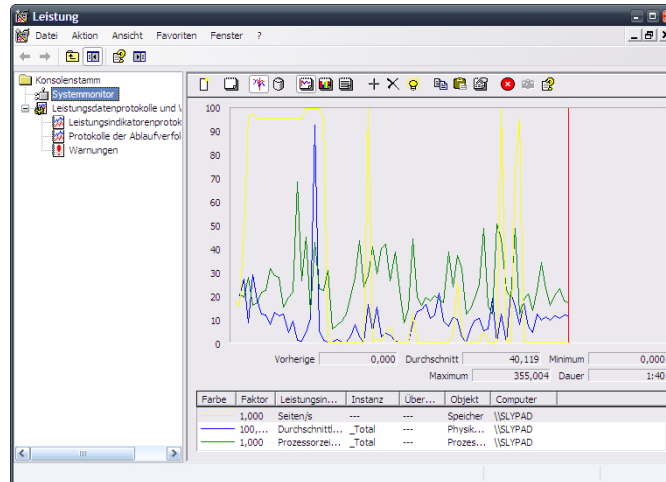 Leistung
Datei Aktion Ansicht Favoriten Fenster ?
Konsolenstamm
Systemmonitor
Leistungsdatenprotokolle und
Leistungsindikatorenprotok
Protokolle der Ablaufverfol
Warnungen
100
90
80
70
60
50
40
30
20
10
0
Vorherige 0,000 Durchschnitt 40,119 Minimum 0,000
Maximum 355,004 Dauer 1:40
Farbe Faktor Leistungsin... Instanz Über... Objekt Computer
1,000 Seiten/s --- --- Speicher \\SLYPAD
100,... Durchschnittl... _Total --- Physik... \\SLYPAD
1,000 Prozessorzei... _Total --- Prozes... \\SLYPAD